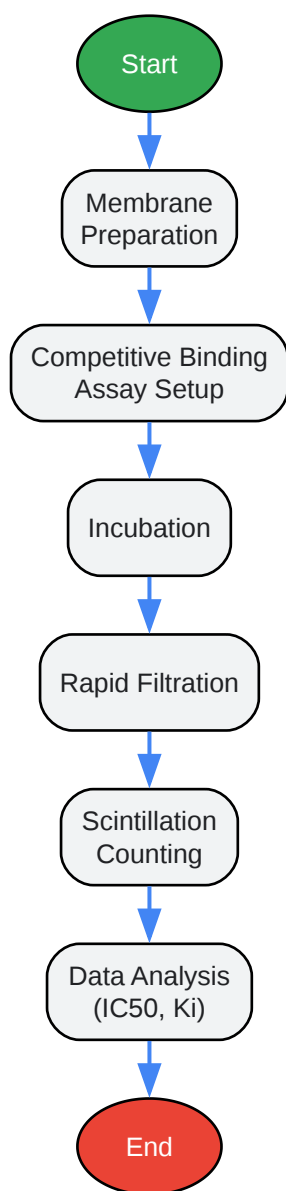 Start
Membrane
Preparation
Competitive Binding
Assay Setup
Incubation
Rapid Filtration
Scintillation
Counting
Data Analysis
(IC50, Ki)
End